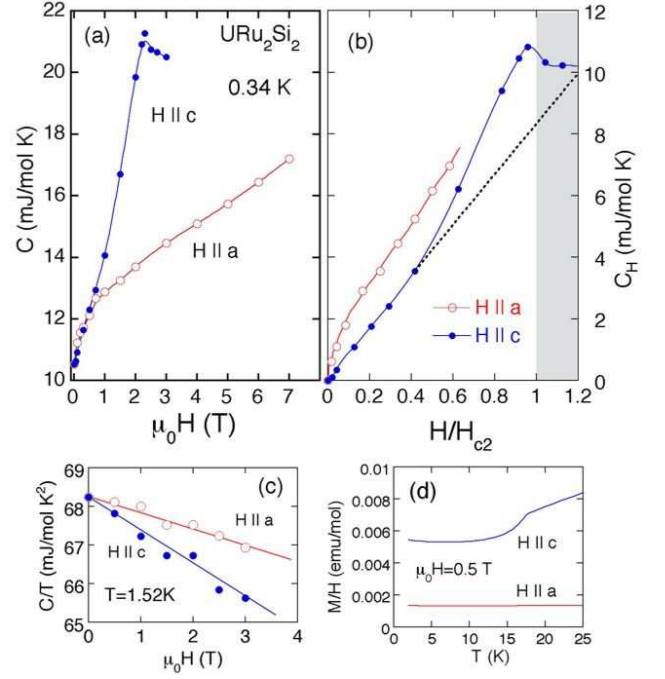 (a)
URu₂Si₂
0.34 K
H || c
H || a
C (mJ/mol K)
22
20
18
16
14
12
10
0 1 2 3 4 5 6 7
μ₀H (T)
(b)
H || a
H || c
12
10
8
6
4
2
0
C_H (mJ/mol K)
0 0.2 0.4 0.6 0.8 1 1.2
H/H_c2
(c)
H || a
H || c
T=1.52K
C/T (mJ/mol K²)
69
68
67
66
65
0 1 2 3 4
μ₀H (T)
(d)
H || c
μ₀H=0.5 T
H || a
M/H (emu/mol)
0.01
0.008
0.006
0.004
0.002
0
0 5 10 15 20 25
T (K)